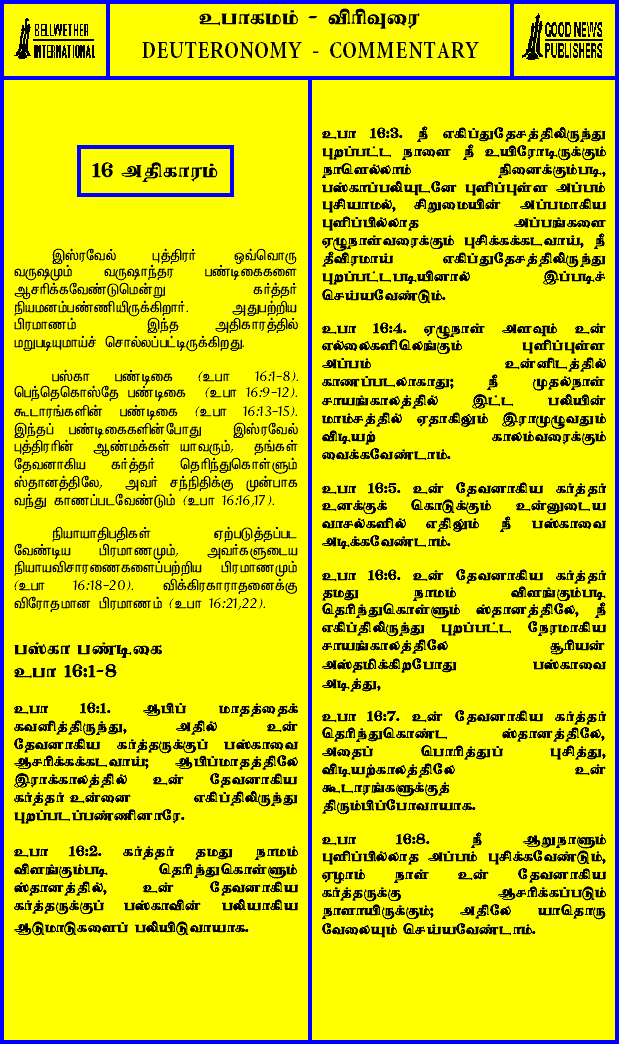 BELLWETHER
INTERNATIONAL
உபாகமம் - விரிவுரை
DEUTERONOMY - COMMENTARY
GOOD NEWS
PUBLISHERS
16 அதிகாரம்
இஸ்ரவேல் புத்திரர் ஒவ்வொரு
வருஷமும் வருஷாந்தர பண்டிகைகளை
ஆசரிக்கவேண்டுமென்று கர்த்தர்
நியமனம்பண்ணியிருக்கிறார். அதுபற்றிய
பிரமாணம் இந்த அதிகாரத்தில்
மறுபடியுமாய்ச் சொல்லப்பட்டிருக்கிறது.
பஸ்கா பண்டிகை (உபா 16:1-8).
பெந்தெகொஸ்தே பண்டிகை (உபா 16:9-12).
கூடாரங்களின் பண்டிகை (உபா 16:13-15).
இந்தப் பண்டிகைகளின்போது இஸ்ரவேல்
புத்திரரின் ஆண்மக்கள் யாவரும், தங்கள்
தேவனாகிய கர்த்தர் தெரிந்துகொள்ளும்
ஸ்தானத்திலே, அவர் சந்நிதிக்கு முன்பாக
வந்து காணப்படவேண்டும் (உபா 16:16,17).
நியாயாதிபதிகள் ஏற்படுத்தப்பட
வேண்டிய பிரமாணமும், அவர்களுடைய
நியாயவிசாரணைகளைப்பற்றிய பிரமாணமும்
(உபா 16:18-20). விக்கிரகாராதனைக்கு
விரோதமான பிரமாணம் (உபா 16:21,22).
பஸ்கா பண்டிகை
உபா 16:1-8
உபா 16:1. ஆபிப் மாதத்தைக்
கவனித்திருந்து, அதில் உன்
தேவனாகிய கர்த்தருக்குப் பஸ்காவை
ஆசரிக்கக்கடவாய்; ஆபிப்மாதத்திலே
இராக்காலத்தில் உன் தேவனாகிய
கர்த்தர் உன்னை எகிப்திலிருந்து
புறப்படப்பண்ணினாரே.
உபா 16:2. கர்த்தர் தமது நாமம்
விளங்கும்படி தெரிந்துகொள்ளும்
ஸ்தானத்தில், உன் தேவனாகிய
கர்த்தருக்குப் பஸ்காவின் பலியாகிய
ஆடுமாடுகளைப் பலியிடுவாயாக.
உபா 16:3. நீ எகிப்துதேசத்திலிருந்து
புறப்பட்ட நாளை நீ உயிரோடிருக்கும்
நாளெல்லாம் நினைக்கும்படி,
பஸ்காப்பலியுடனே புளிப்புள்ள அப்பம்
புசியாமல், சிறுமையின் அப்பமாகிய
புளிப்பில்லாத அப்பங்களை
ஏழுநாள்வரைக்கும் புசிக்கக்கடவாய், நீ
தீவிரமாய் எகிப்துதேசத்திலிருந்து
புறப்பட்டபடியினால் இப்படிச்
செய்யவேண்டும்.
உபா 16:4. ஏழுநாள் அளவும் உன்
எல்லைகளிலெங்கும் புளிப்புள்ள
அப்பம் உன்னிடத்தில்
காணப்படலாகாது; நீ முதல்நாள்
சாயங்காலத்தில் இட்ட பலியின்
மாம்சத்தில் ஏதாகிலும் இராமுழுவதும்
விடியற் காலம்வரைக்கும்
வைக்கவேண்டாம்.
உபா 16:5. உன் தேவனாகிய கர்த்தர்
உனக்குக் கொடுக்கும் உன்னுடைய
வாசல்களில் எதிலும் நீ பஸ்காவை
அடிக்கவேண்டாம்.
உபா 16:6. உன் தேவனாகிய கர்த்தர்
தமது நாமம் விளங்கும்படி
தெரிந்துகொள்ளும் ஸ்தானத்திலே, நீ
எகிப்திலிருந்து புறப்பட்ட நேரமாகிய
சாயங்காலத்திலே சூரியன்
அஸ்தமிக்கிறபோது பஸ்காவை
அடித்து,
உபா 16:7. உன் தேவனாகிய கர்த்தர்
தெரிந்துகொண்ட ஸ்தானத்திலே,
அதைப் பொரித்துப் புசித்து,
விடியற்காலத்திலே உன்
கூடாரங்களுக்குத்
திரும்பிப்போவாயாக.
உபா 16:8. நீ ஆறுநாளும்
புளிப்பில்லாத அப்பம் புசிக்கவேண்டும்,
ஏழாம் நாள் உன் தேவனாகிய
கர்த்தருக்கு ஆசரிக்கப்படும்
நாளாயிருக்கும்; அதிலே யாதொரு
வேலையும் செய்யவேண்டாம்.